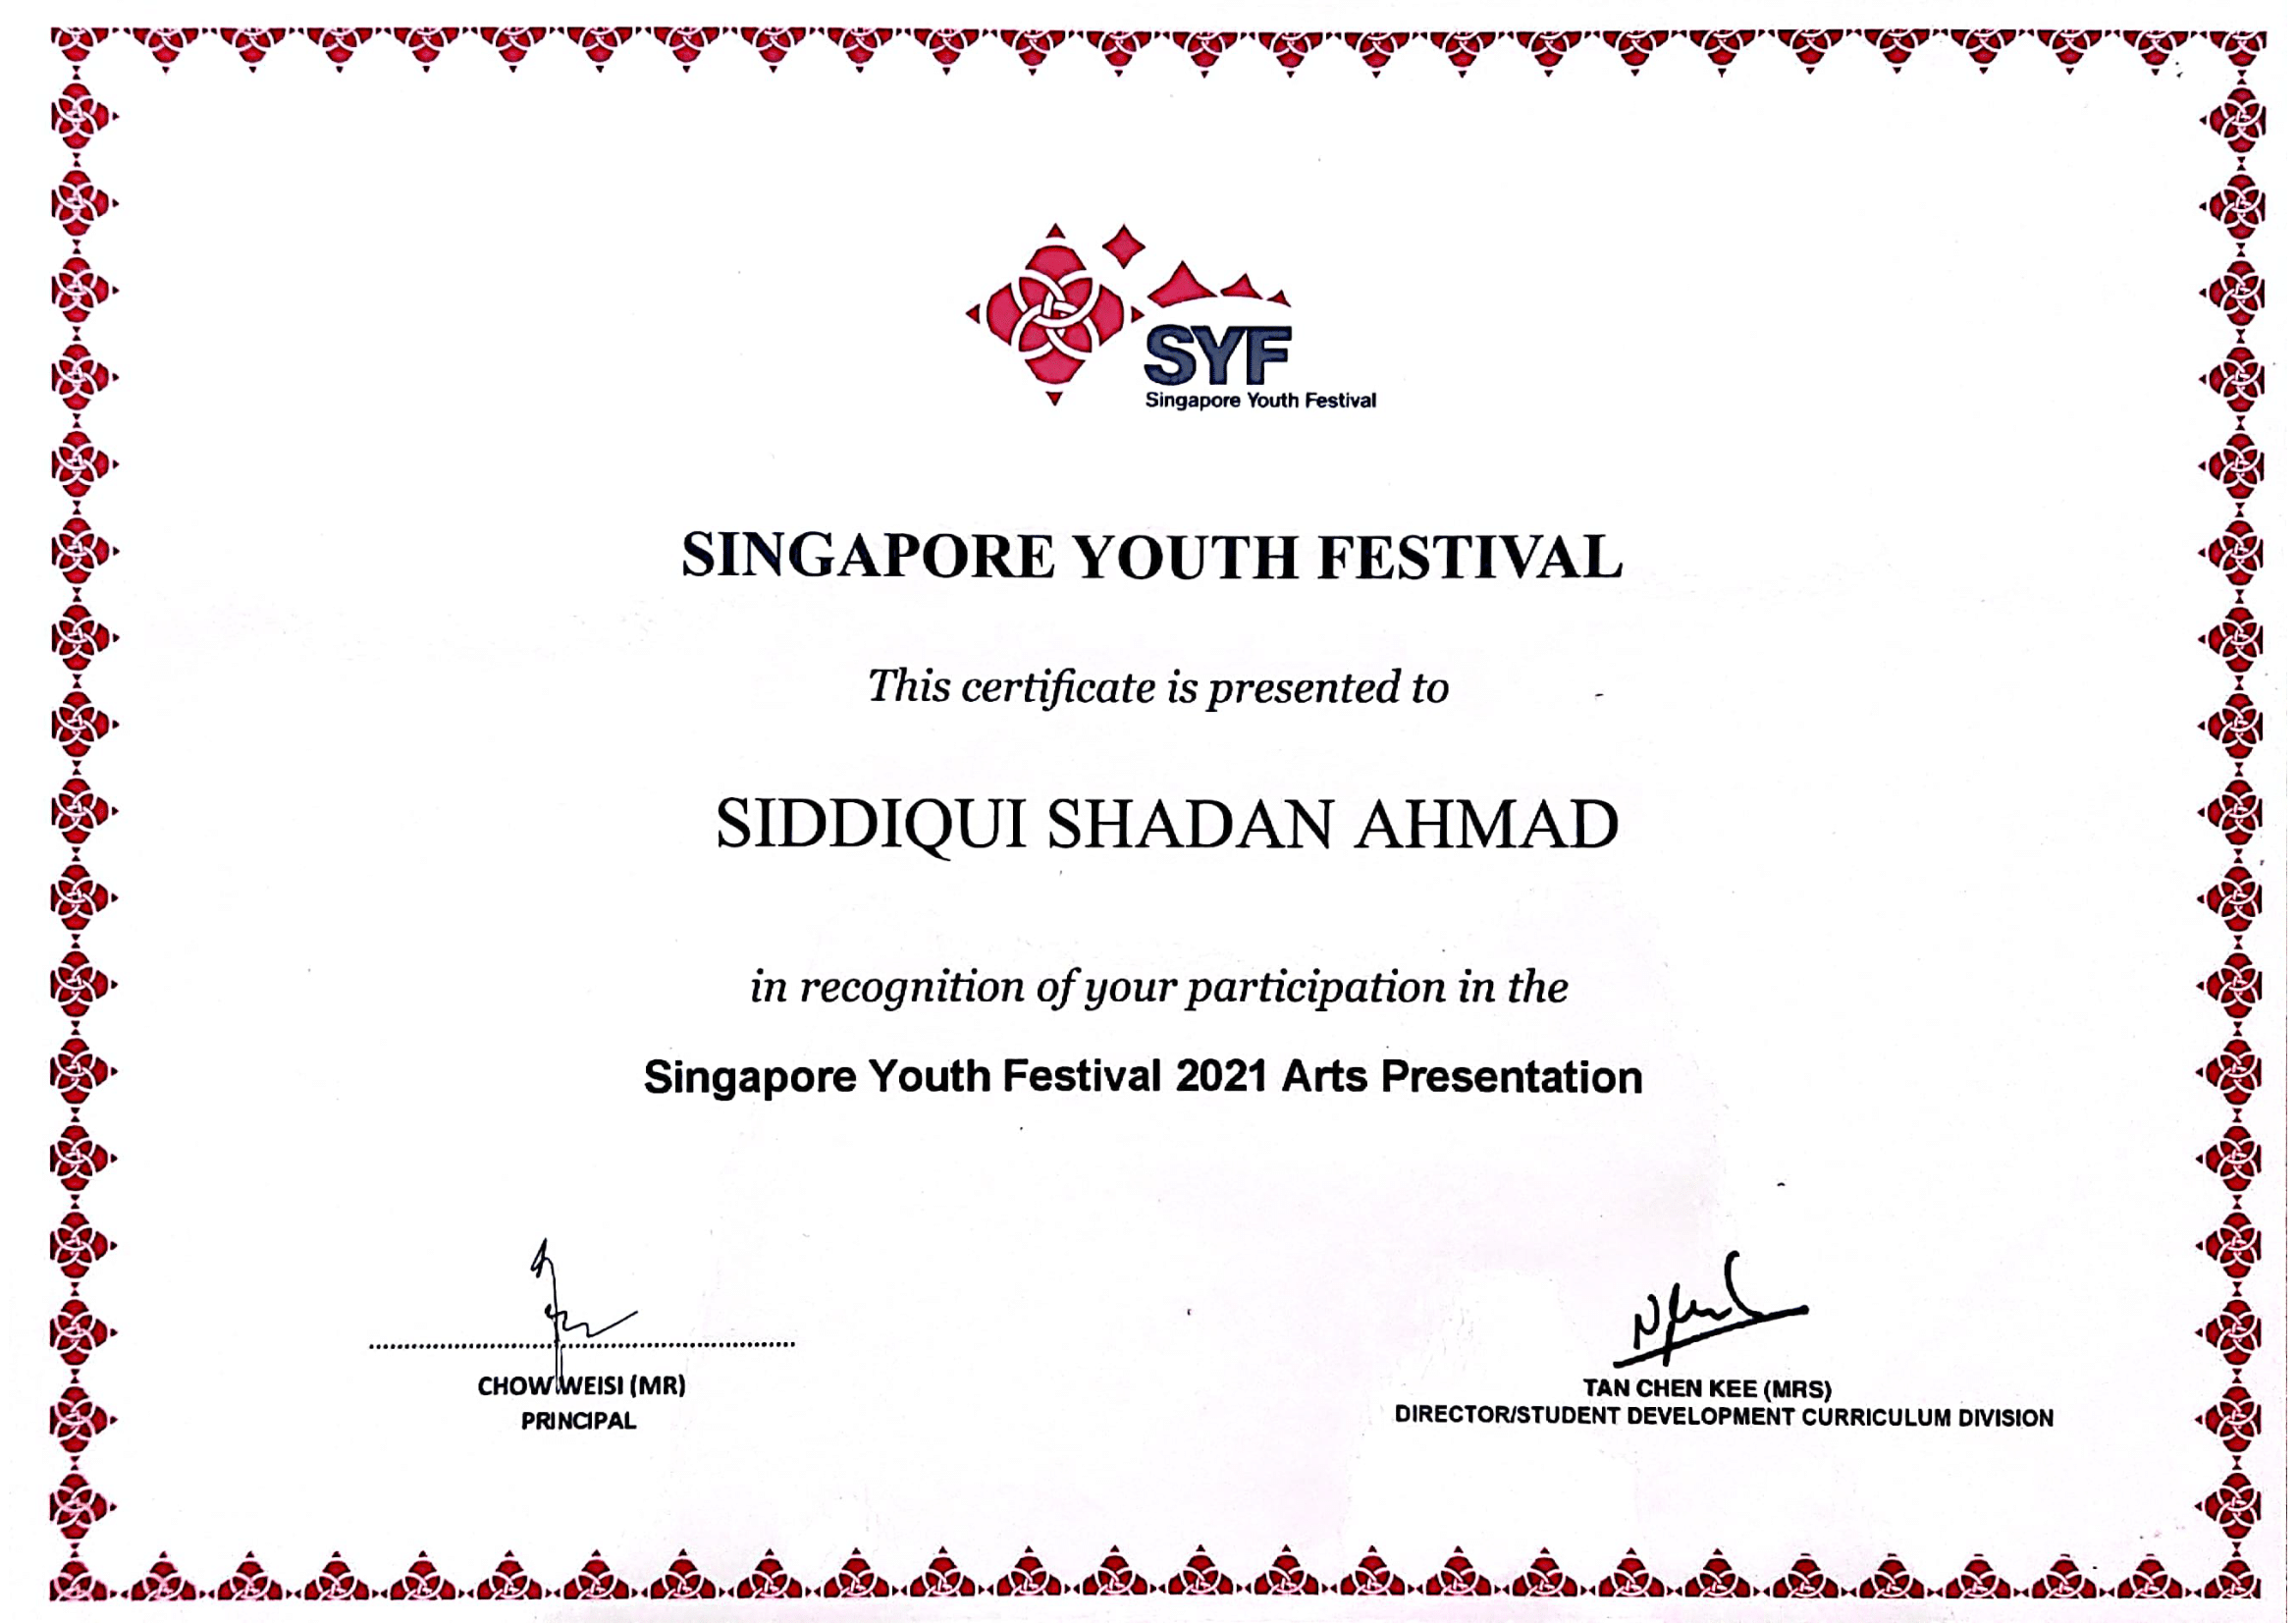 SYF
Singapore Youth Festival
SINGAPORE YOUTH FESTIVAL
This certificate is presented to
SIDDIQUI SHADAN AHMAD
in recognition of your participation in the
Singapore Youth Festival 2021 Arts Presentation
CHOW WEISI (MR)
PRINCIPAL
TAN CHEN KEE (MRS)
DIRECTOR/STUDENT DEVELOPMENT CURRICULUM DIVISION